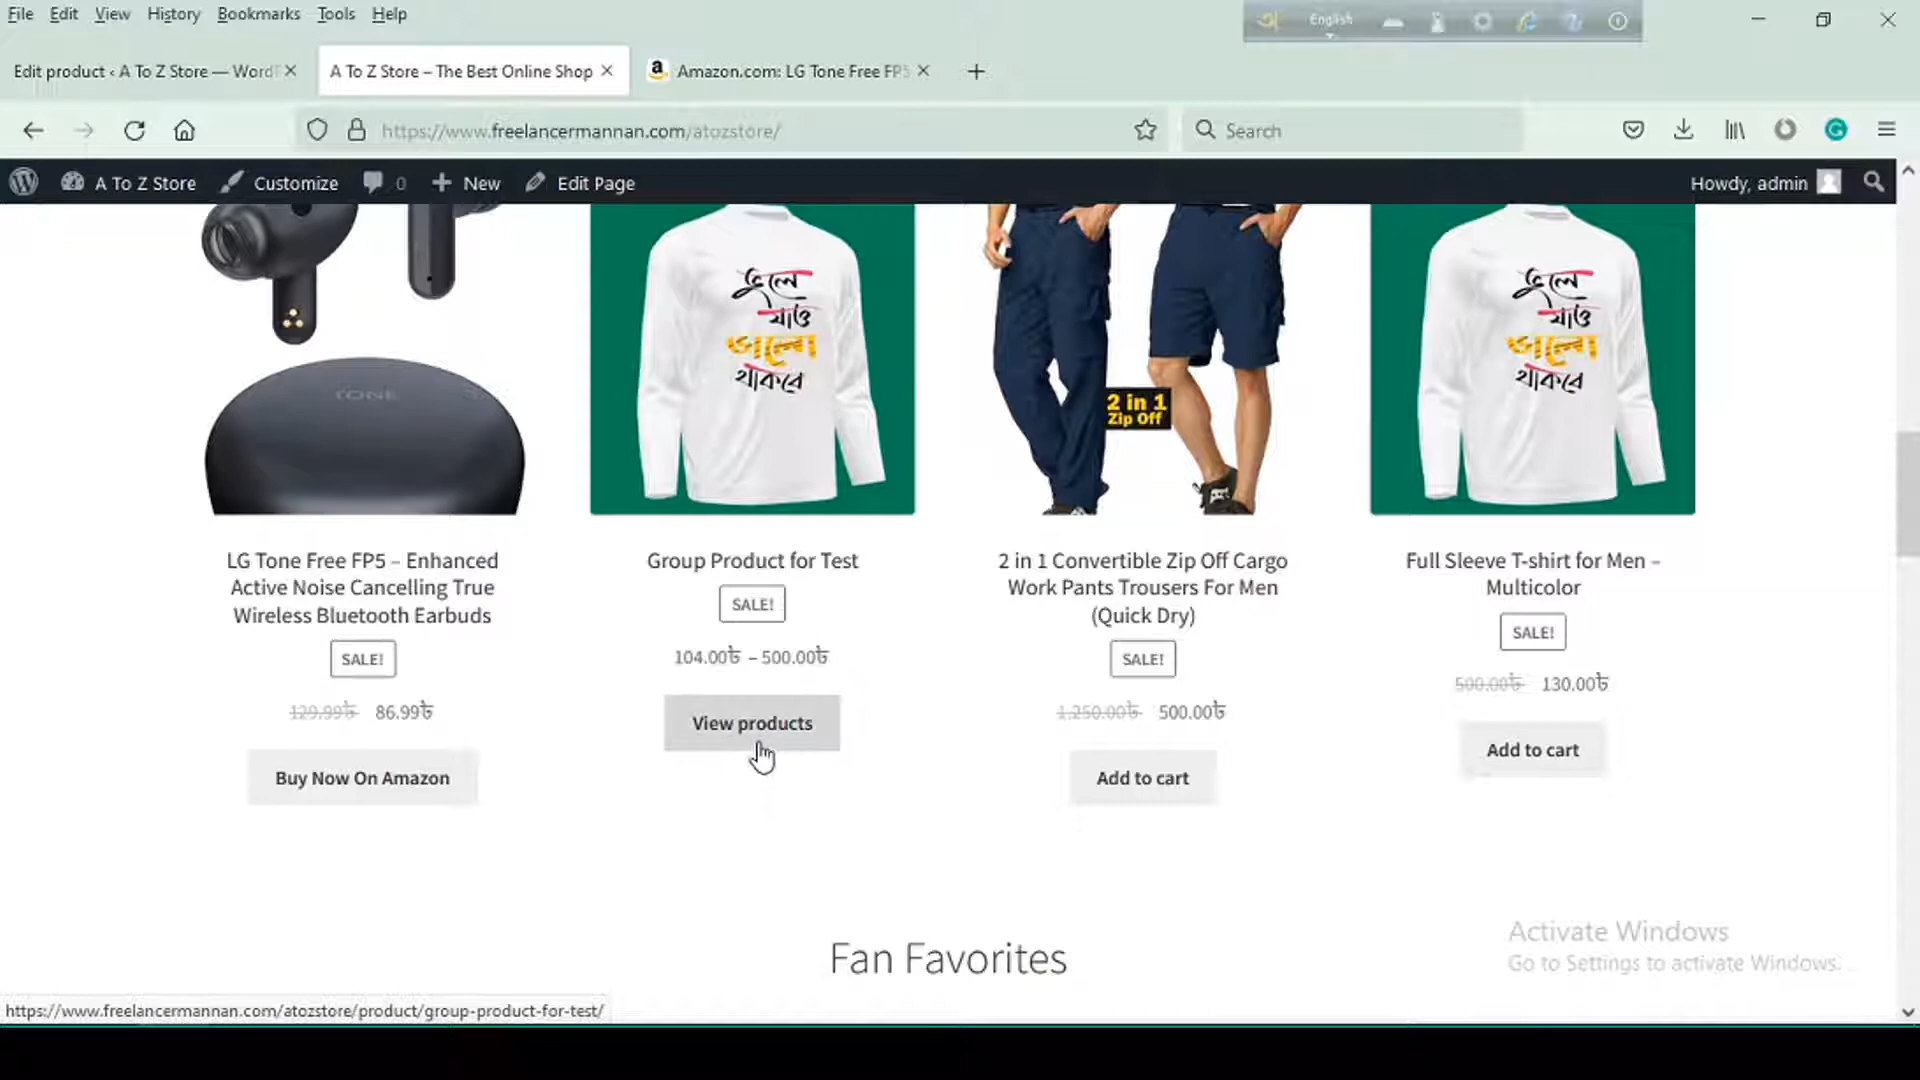 File Edit View History Bookmarks Tools Help
English
Edit product ‹ A To Z Store — Word
A To Z Store – The Best Online Shop
Amazon.com: LG Tone Free FP5
https://www.freelancermannan.com/atozstore/
Search
A To Z Store
Customize
0
New
Edit Page
Howdy, admin
TONE
ভুলে
যাও
ভালো
থাকবে
2 in 1
Zip Off
ভুলে
যাও
ভালো
থাকবে
LG Tone Free FP5 – Enhanced
Active Noise Cancelling True
Wireless Bluetooth Earbuds
SALE!
129.99৳ 86.99৳
Buy Now On Amazon
Group Product for Test
SALE!
104.00৳ – 500.00৳
View products
2 in 1 Convertible Zip Off Cargo
Work Pants Trousers For Men
(Quick Dry)
SALE!
1,250.00৳ 500.00৳
Add to cart
Full Sleeve T-shirt for Men –
Multicolor
SALE!
500.00৳ 130.00৳
Add to cart
Fan Favorites
Activate Windows
Go to Settings to activate Windows.
https://www.freelancermannan.com/atozstore/product/group-product-for-test/